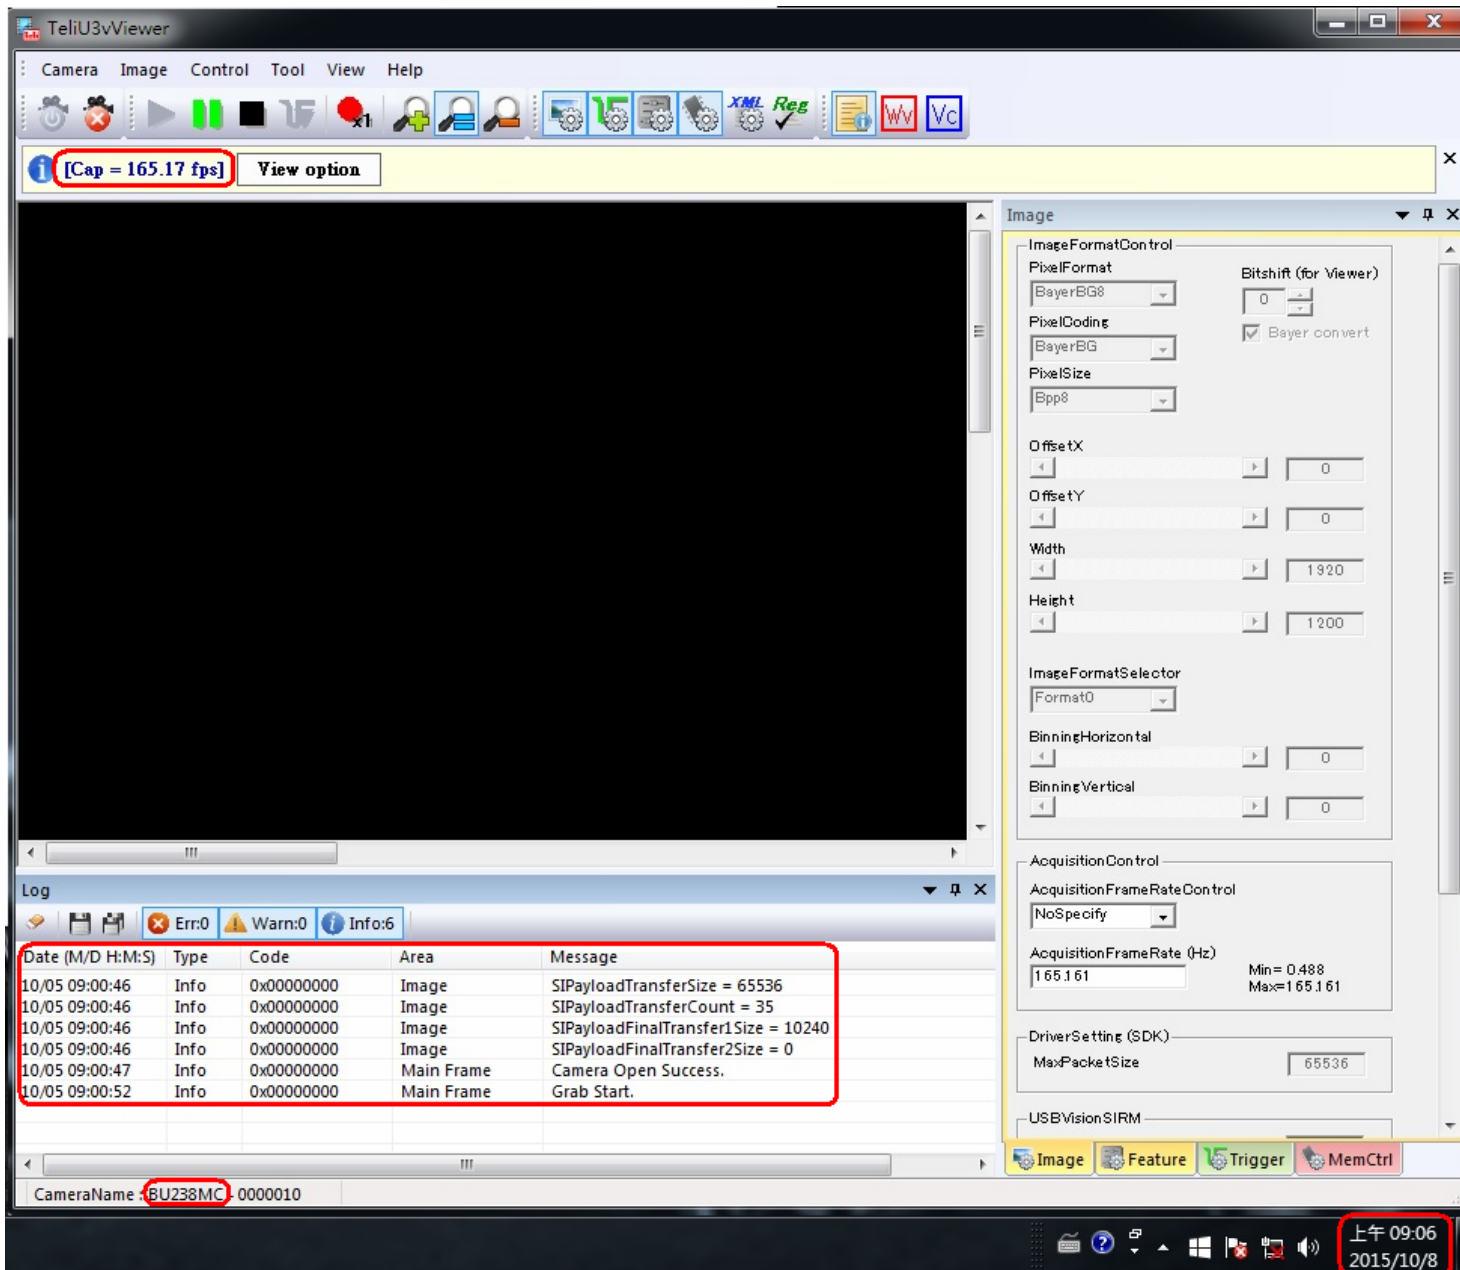 TeliU3vViewer
Camera Image Control Tool View Help
x1 XML Reg Wv Vc
[Cap = 165.17 fps] View option
Image
ImageFormatControl
PixelFormat
Bitshift (for Viewer)
BayerBG8 0
PixelCoding
Bayer convert
BayerBG
PixelSize
Bpp8
OffsetX
0
OffsetY
0
Width
1920
Height
1200
ImageFormatSelector
Format0
BinningHorizontal
0
BinningVertical
0
AcquisitionControl
AcquisitionFrameRateControl
NoSpecify
AcquisitionFrameRate (Hz)
165.161
Min= 0.488
Max=165.161
DriverSetting (SDK)
MaxPacketSize 65536
USBVisionSIRM
Image Feature Trigger MemCtrl
Log
Err:0 Warn:0 Info:6
Date (M/D H:M:S) Type Code Area Message
10/05 09:00:46 Info 0x00000000 Image SIPayloadTransferSize = 65536
10/05 09:00:46 Info 0x00000000 Image SIPayloadTransferCount = 35
10/05 09:00:46 Info 0x00000000 Image SIPayloadFinalTransfer1Size = 10240
10/05 09:00:46 Info 0x00000000 Image SIPayloadFinalTransfer2Size = 0
10/05 09:00:47 Info 0x00000000 Main Frame Camera Open Success.
10/05 09:00:52 Info 0x00000000 Main Frame Grab Start.
CameraName : BU238MC - 0000010
上午 09:06
2015/10/8